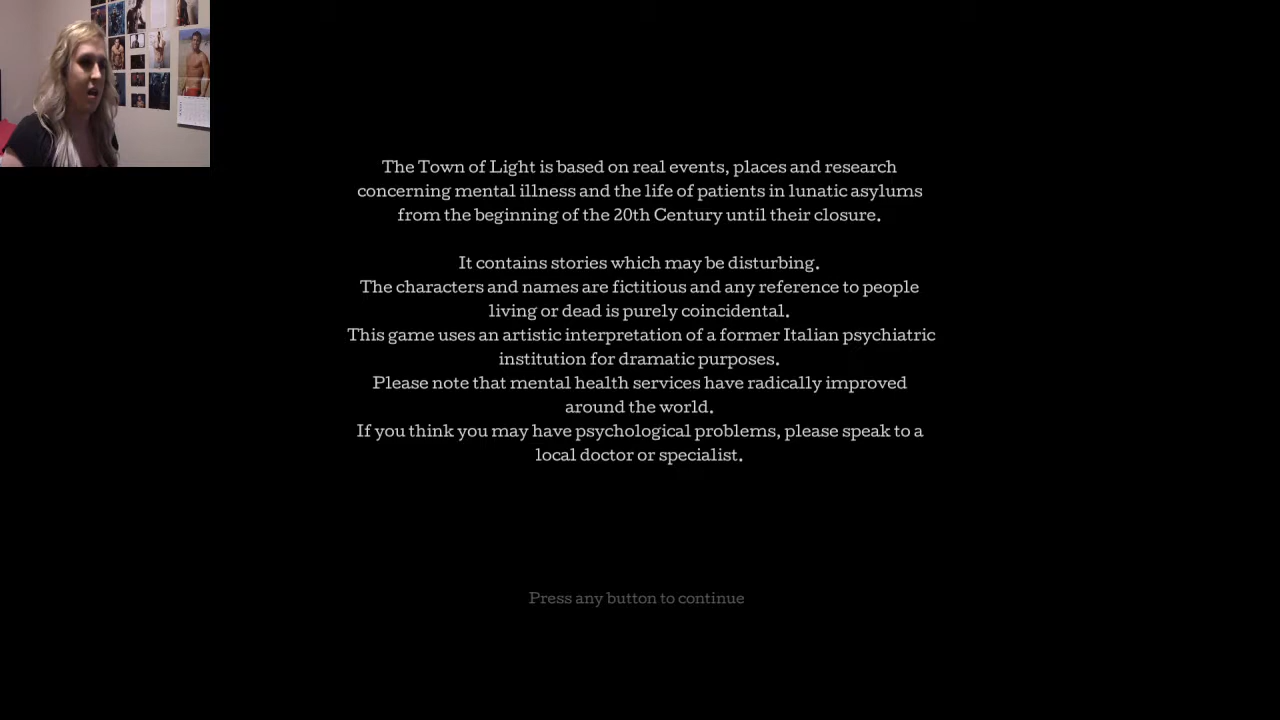 The Town of Light is based on real events, places and research
concerning mental illness and the life of patients in lunatic asylums
from the beginning of the 20th Century until their closure.
It contains stories which may be disturbing.
The characters and names are fictitious and any reference to people
living or dead is purely coincidental.
This game uses an artistic interpretation of a former Italian psychiatric
institution for dramatic purposes.
Please note that mental health services have radically improved
around the world.
If you think you may have psychological problems, please speak to a
local doctor or specialist.
Press any button to continue